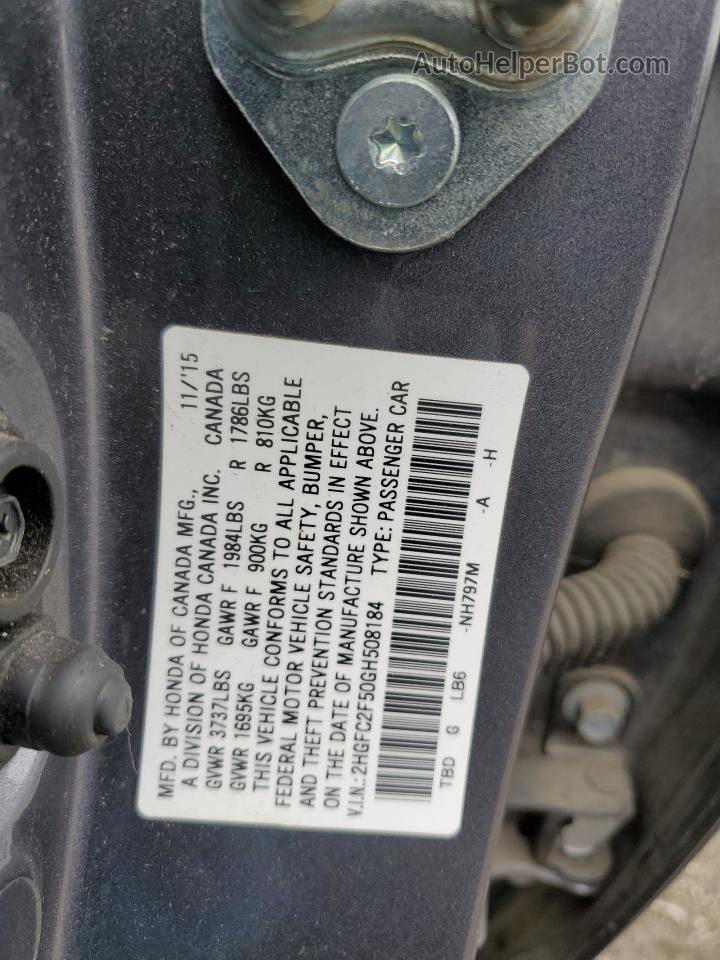 AutoHelperBot.com
11/'15
MFD. BY HONDA OF CANADA MFG.,
A DIVISION OF HONDA CANADA INC. CANADA
GVWR 3737LBS GAWR F 1984LBS R 1786LBS
GVWR 1695KG GAWR F 900KG R 810KG
THIS VEHICLE CONFORMS TO ALL APPLICABLE
FEDERAL MOTOR VEHICLE SAFETY, BUMPER,
AND THEFT PREVENTION STANDARDS IN EFFECT
ON THE DATE OF MANUFACTURE SHOWN ABOVE.
V.I.N.: 2HGFC2F50GH508184 TYPE: PASSENGER CAR
TBD G LB6 -NH797M -A -H